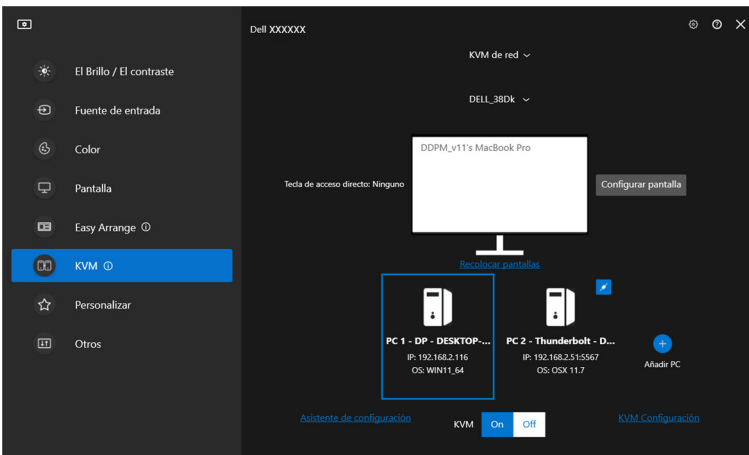 Dell XXXXXX
El Brillo / El contraste
Fuente de entrada
Color
Pantalla
Easy Arrange
KVM
Personalizar
Otros
KVM de red
DELL_38Dk
DDPM_v11's MacBook Pro
Tecla de acceso directo: Ninguno
Configurar pantalla
Recolocar pantallas
PC 1 - DP - DESKTOP-...
IP: 192.168.2.116
OS: WIN11_64
PC 2 - Thunderbolt - D...
IP: 192.168.2.51:5567
OS: OSX 11.7
Añadir PC
Asistente de configuración
KVM
On
Off
KVM Configuración